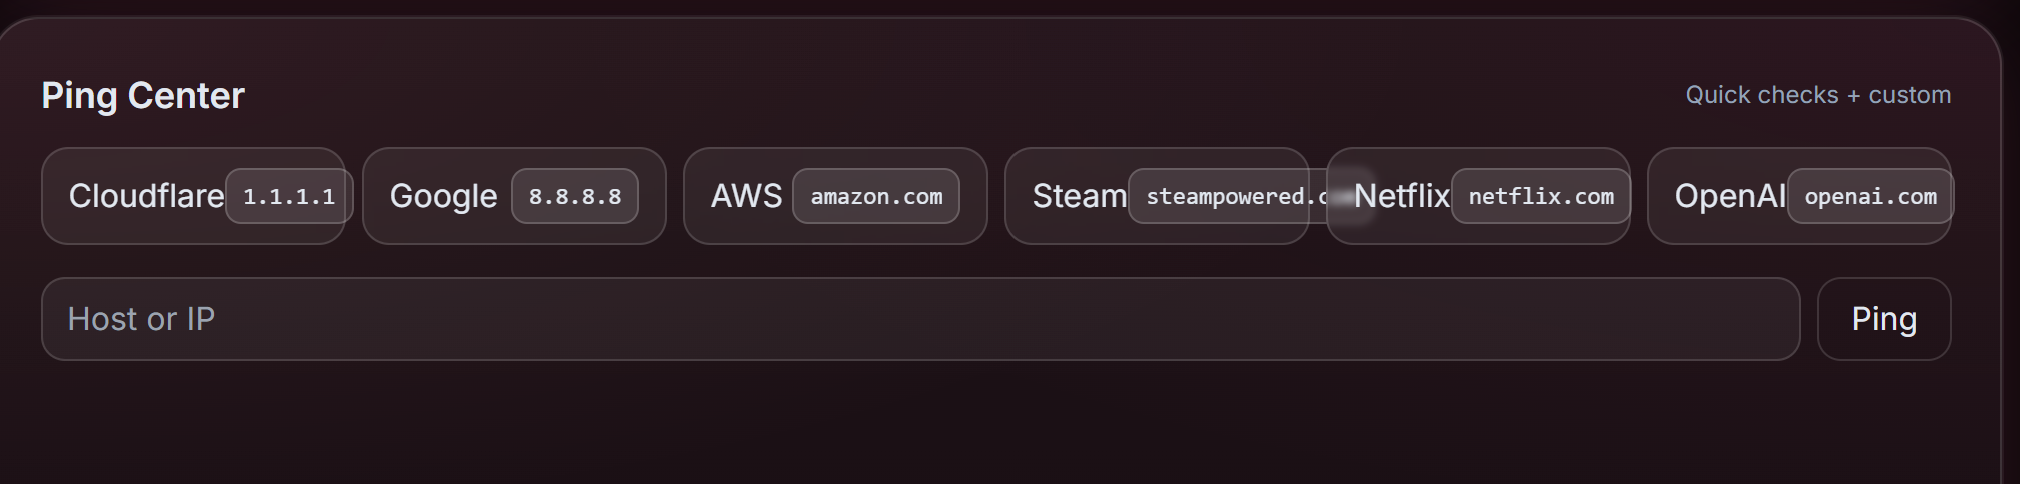 Ping Center
Quick checks + custom
Cloudflare 1.1.1.1 Google 8.8.8.8 AWS amazon.com Steam steampowered.c Netflix netflix.com OpenAI openai.com
Host or IP Ping